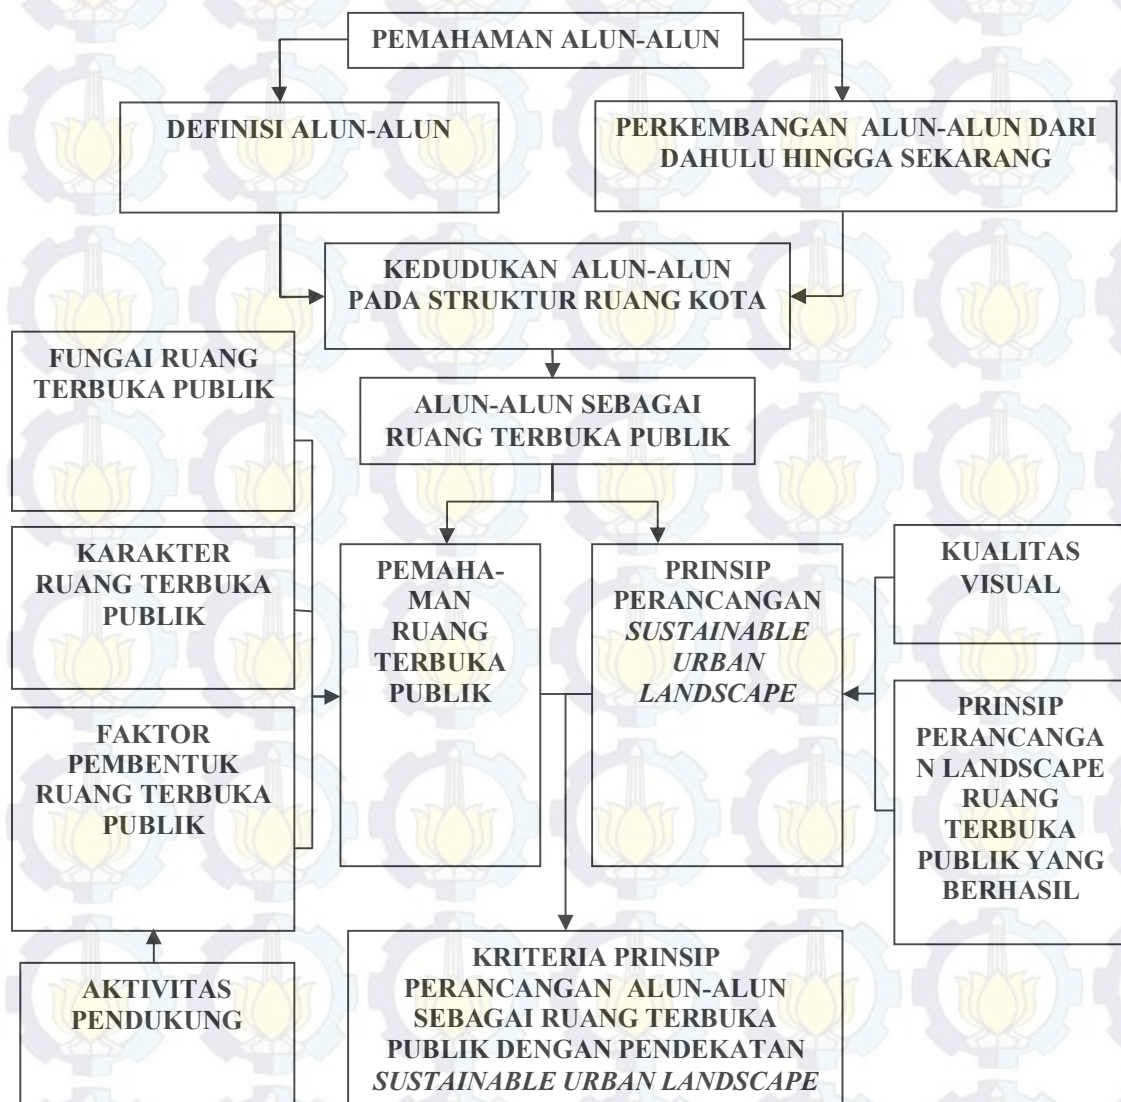 PEMAHAMAN ALUN-ALUN
DEFINISI ALUN-ALUN
PERKEMBANGAN ALUN-ALUN DARI
DAHULU HINGGA SEKARANG
KEDUDUKAN ALUN-ALUN
PADA STRUKTUR RUANG KOTA
FUNGAI RUANG
TERBUKA PUBLIK
ALUN-ALUN SEBAGAI
RUANG TERBUKA PUBLIK
KARAKTER
RUANG TERBUKA
PUBLIK
PEMAHA-
MAN
RUANG
TERBUKA
PUBLIK
PRINSIP
PERANCANGAN
SUSTAINABLE
URBAN
LANDSCAPE
KUALITAS
VISUAL
FAKTOR
PEMBENTUK
RUANG TERBUKA
PUBLIK
PRINSIP
PERANCANGA
N LANDSCAPE
RUANG
TERBUKA
PUBLIK YANG
BERHASIL
AKTIVITAS
PENDUKUNG
KRITERIA PRINSIP
PERANCANGAN ALUN-ALUN
SEBAGAI RUANG TERBUKA
PUBLIK DENGAN PENDEKATAN
SUSTAINABLE URBAN LANDSCAPE